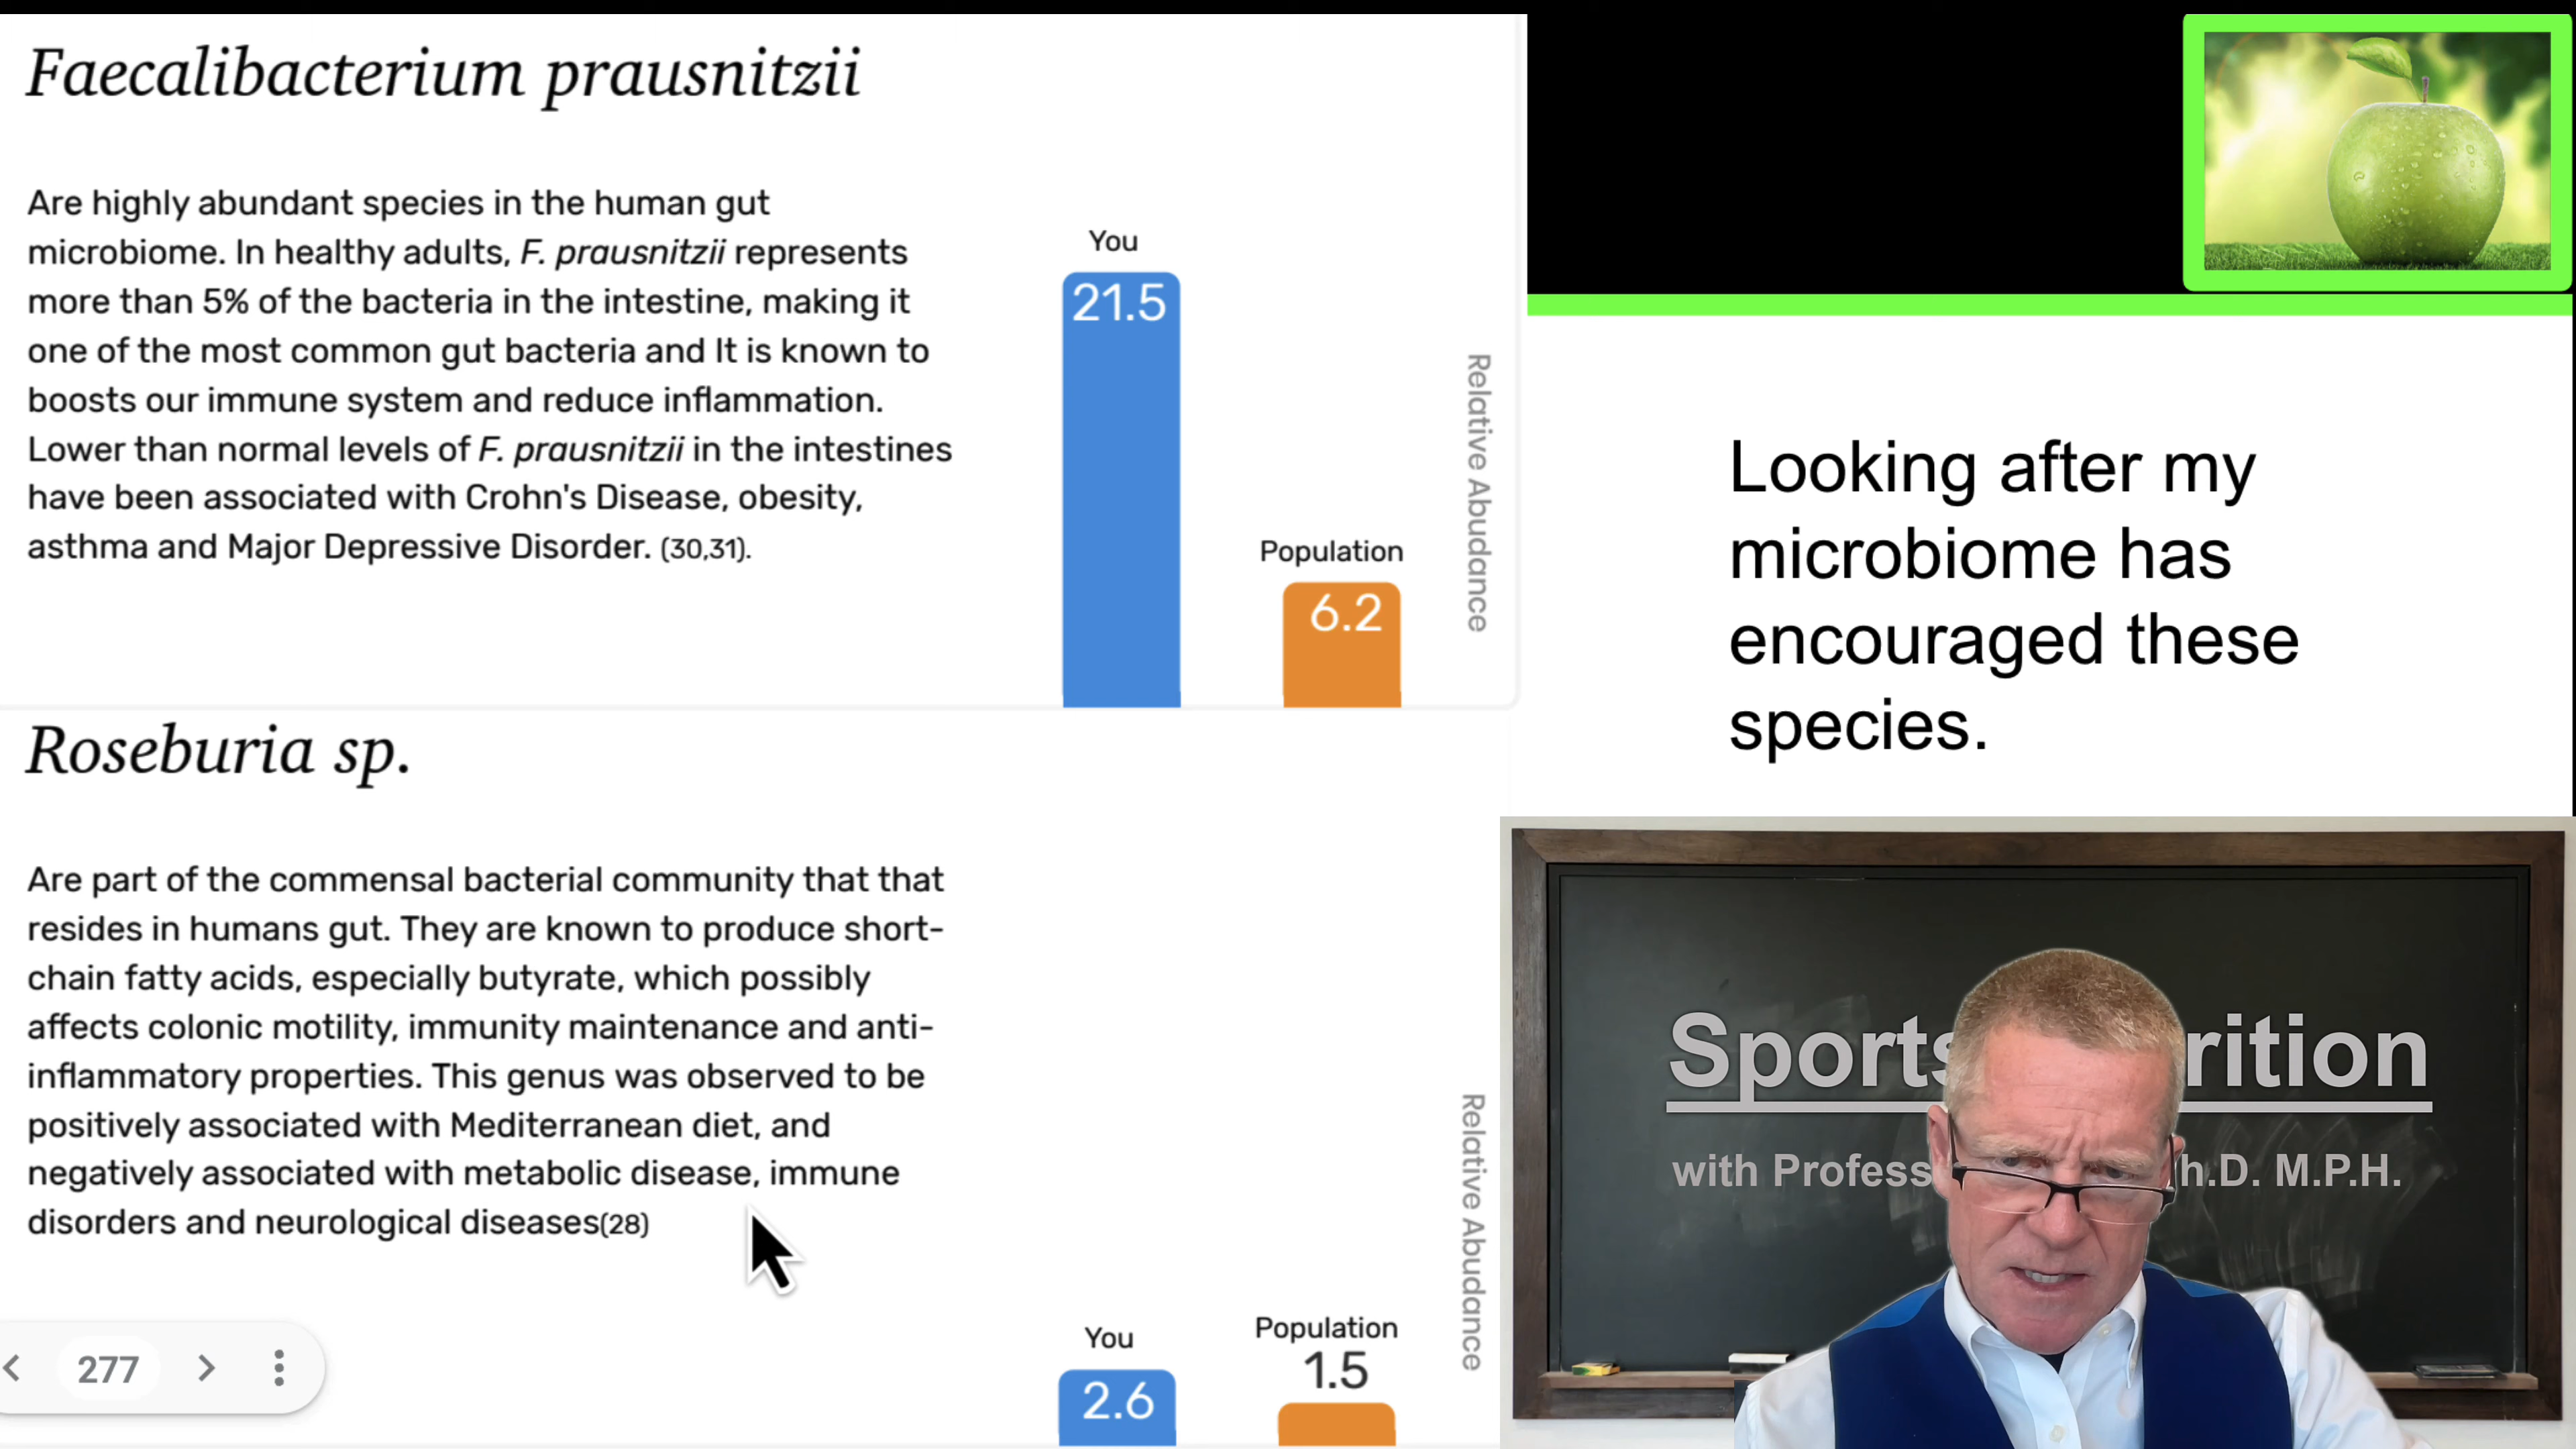 Faecalibacterium prausnitzii
Are highly abundant species in the human gut
microbiome. In healthy adults, F. prausnitzii represents
more than 5% of the bacteria in the intestine, making it
one of the most common gut bacteria and It is known to
boosts our immune system and reduce inflammation.
Lower than normal levels of F. prausnitzii in the intestines
have been associated with Crohn's Disease, obesity,
asthma and Major Depressive Disorder. (30,31).
You
21.5
Population
6.2
Relative Abudance
Roseburia sp.
Are part of the commensal bacterial community that that
resides in humans gut. They are known to produce short-
chain fatty acids, especially butyrate, which possibly
affects colonic motility, immunity maintenance and anti-
inflammatory properties. This genus was observed to be
positively associated with Mediterranean diet, and
negatively associated with metabolic disease, immune
disorders and neurological diseases(28)
You
2.6
Population
1.5
Relative Abudance
277
Looking after my
microbiome has
encouraged these
species.
Sports rition
with Profess h.D. M.P.H.